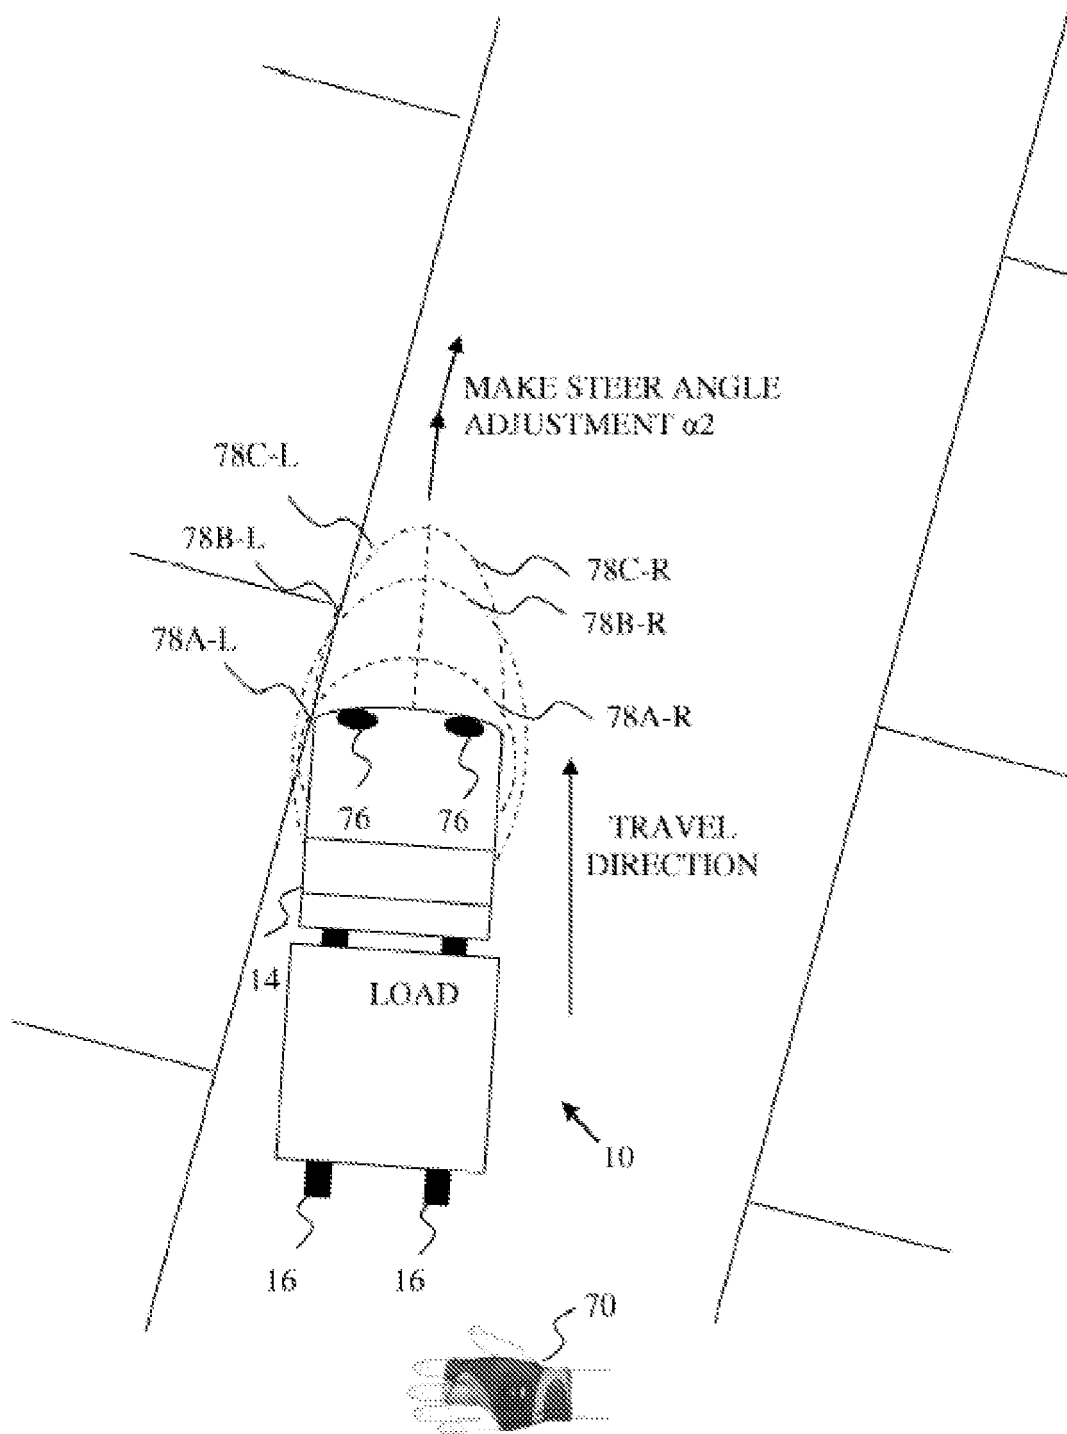 MAKE STEER ANGLE
ADJUSTMENT α2
78C-L
78B-L
78C-R
78B-R
78A-L
78A-R
76
76
TRAVEL
DIRECTION
14
LOAD
10
16
16
70